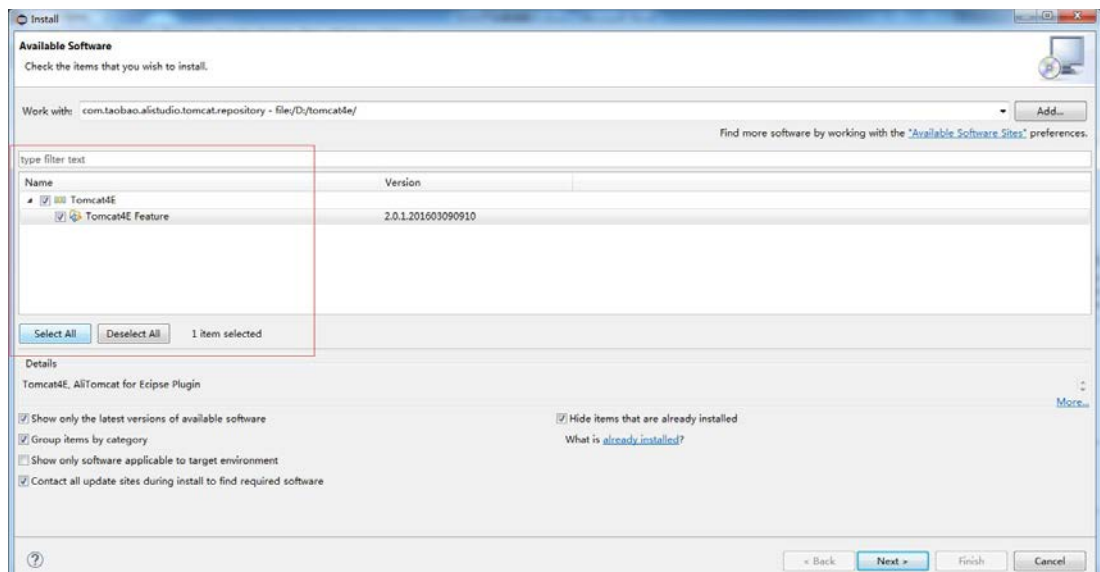 Install
Available Software
Check the items that you wish to install.
Work with: com.taobao.alistudio.tomcat.repository - file:/D:/tomcat4e/ Add...
Find more software by working with the "Available Software Sites" preferences.
type filter text
Name Version
Tomcat4E
Tomcat4E Feature 2.0.1.201603090910
Select All Deselect All 1 item selected
Details
Tomcat4E, AliTomcat for Ecipse Plugin
More...
Show only the latest versions of available software Hide items that are already installed
Group items by category What is already installed?
Show only software applicable to target environment
Contact all update sites during install to find required software
? < Back Next > Finish Cancel